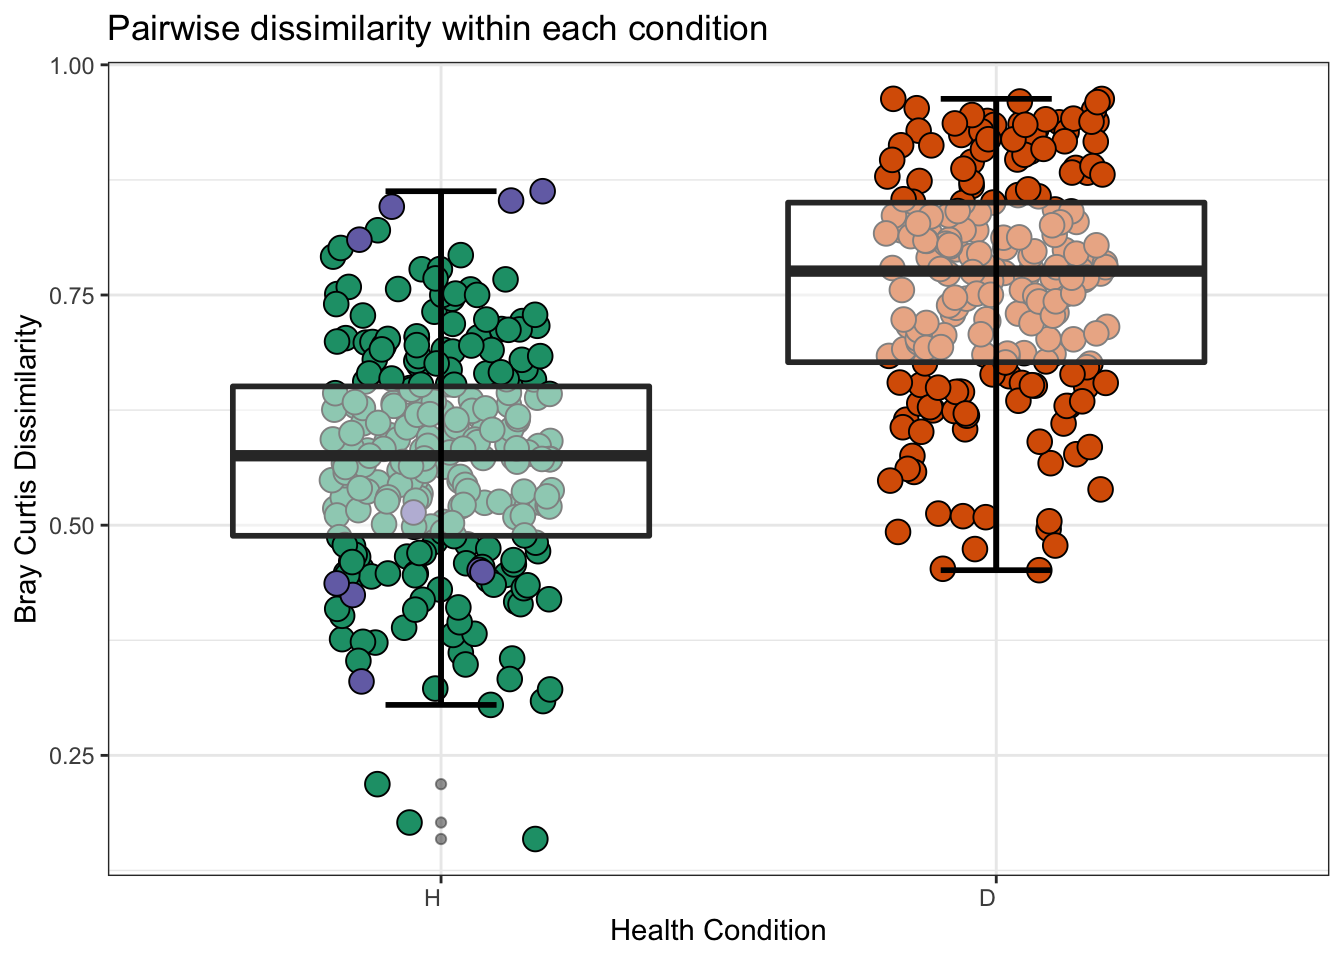 Pairwise dissimilarity within each condition
1.00
0.75
0.50
0.25
Bray Curtis Dissimilarity
H
D
Health Condition